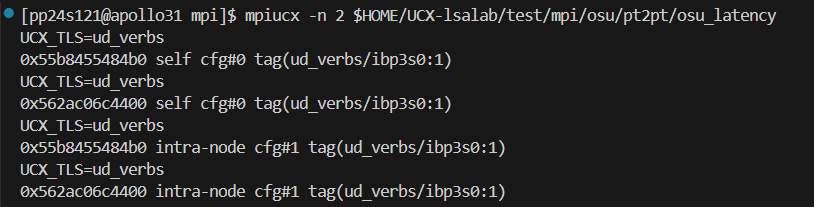 [pp24s121@apollo31 mpi]$ mpiucx -n 2 $HOME/UCX-lsalab/test/mpi/osu/pt2pt/osu_latency
UCX_TLS=ud_verbs
0x55b8455484b0 self cfg#0 tag(ud_verbs/ibp3s0:1)
UCX_TLS=ud_verbs
0x562ac06c4400 self cfg#0 tag(ud_verbs/ibp3s0:1)
UCX_TLS=ud_verbs
0x55b8455484b0 intra-node cfg#1 tag(ud_verbs/ibp3s0:1)
UCX_TLS=ud_verbs
0x562ac06c4400 intra-node cfg#1 tag(ud_verbs/ibp3s0:1)